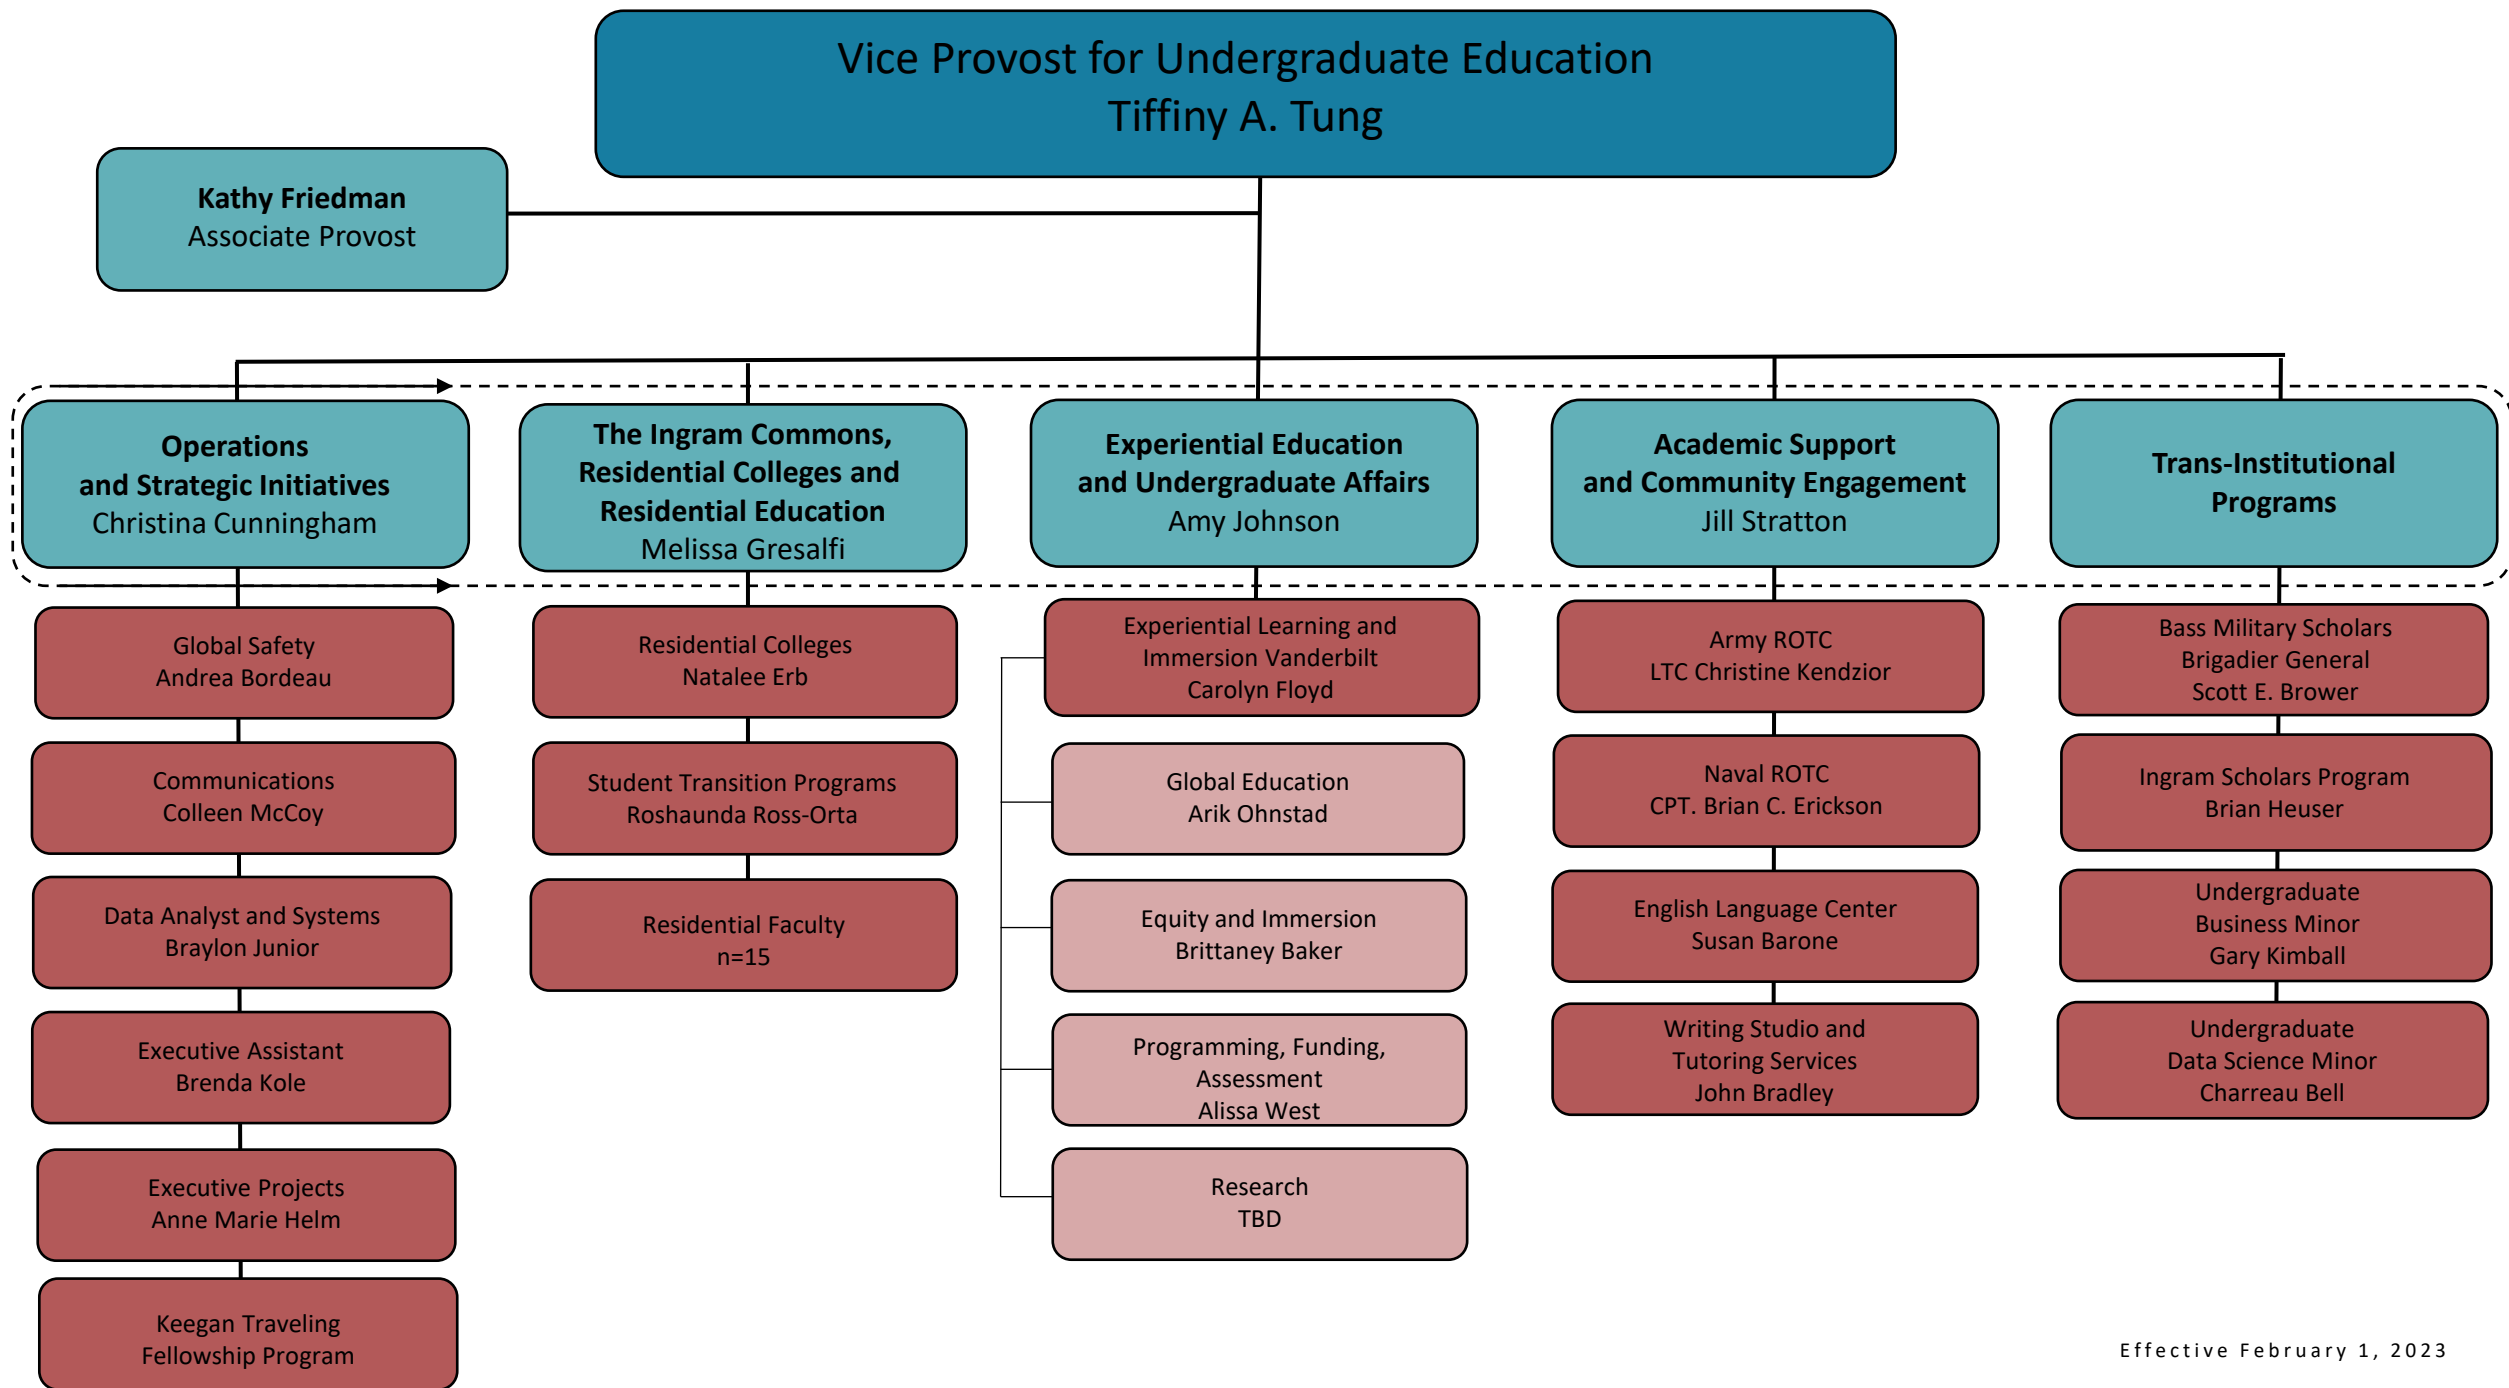 Vice Provost for Undergraduate Education
Tiffiny A. Tung
Kathy Friedman
Associate Provost
Operations
and Strategic Initiatives
Christina Cunningham
The Ingram Commons,
Residential Colleges and
Residential Education
Melissa Gresalfi
Experiential Education
and Undergraduate Affairs
Amy Johnson
Academic Support
and Community Engagement
Jill Stratton
Trans-Institutional
Programs
Global Safety
Andrea Bordeau
Communications
Colleen McCoy
Data Analyst and Systems
Braylon Junior
Executive Assistant
Brenda Kole
Executive Projects
Anne Marie Helm
Keegan Traveling
Fellowship Program
Residential Colleges
Natalee Erb
Student Transition Programs
Roshaunda Ross-Orta
Residential Faculty
n=15
Experiential Learning and
Immersion Vanderbilt
Carolyn Floyd
Global Education
Arik Ohnstad
Equity and Immersion
Brittaney Baker
Programming, Funding,
Assessment
Alissa West
Research
TBD
Army ROTC
LTC Christine Kendzior
Naval ROTC
CPT. Brian C. Erickson
English Language Center
Susan Barone
Writing Studio and
Tutoring Services
John Bradley
Bass Military Scholars
Brigadier General
Scott E. Brower
Ingram Scholars Program
Brian Heuser
Undergraduate
Business Minor
Gary Kimball
Undergraduate
Data Science Minor
Charreau Bell
Effective February 1, 2023